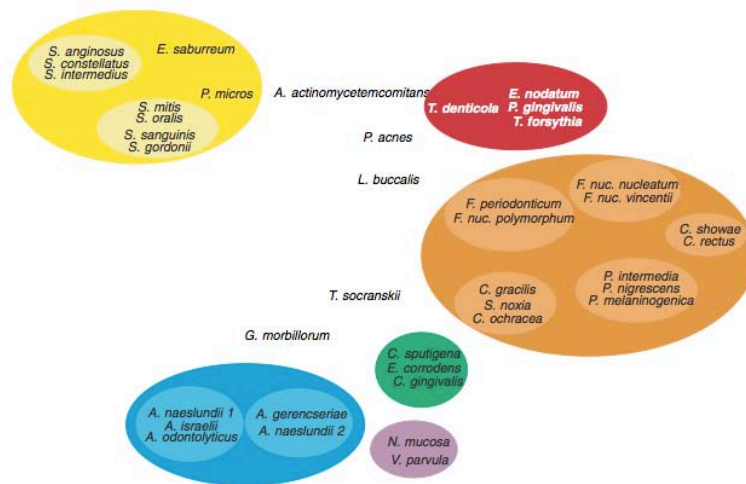 S. anginosus
S. constellatus
S. intermedius
E. saburreum
P. micros
S. mitis
S. oralis
S. sanguinis
S. gordonii
A. actinomycetemcomitans
P. acnes
L. buccalis
T. denticola
E. nodatum
P. gingivalis
T. forsythia
F. periodonticum
F. nuc. polymorphum
F. nuc. nucleatum
F. nuc. vincentii
C. showae
C. rectus
C. gracilis
S. noxia
C. ochracea
P. intermedia
P. nigrescens
P. melaninogenica
T. socranskii
G. morbillorum
C. sputigena
E. corrodens
C. gingivalis
A. naeslundii 1
A. israelii
A. odontolyticus
A. gerencseriae
A. naeslundii 2
N. mucosa
V. parvula